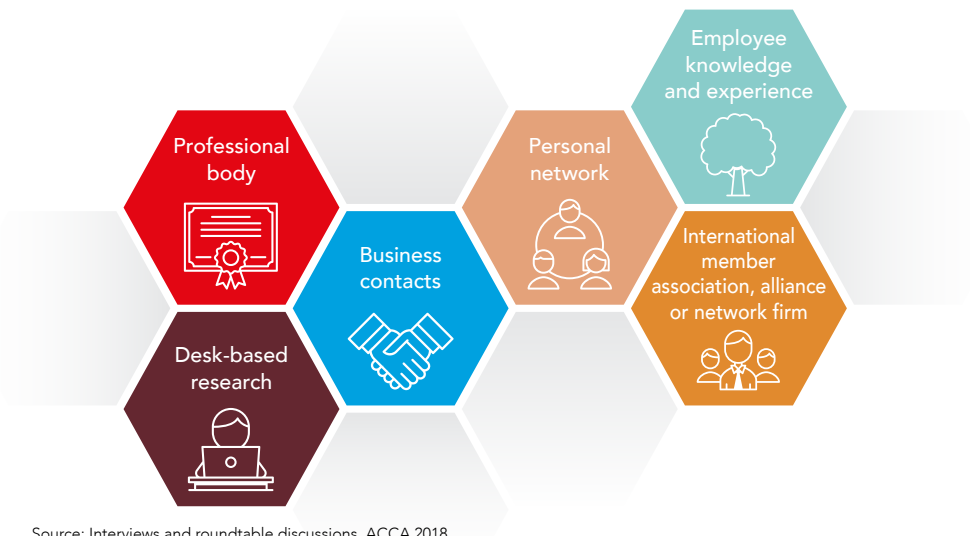 Professional
body
Desk-based
research
Business
contacts
Personal
network
Employee
knowledge
and experience
International
member
association, alliance
or network firm
Source: Interviews and roundtable discussions, ACCA 2018